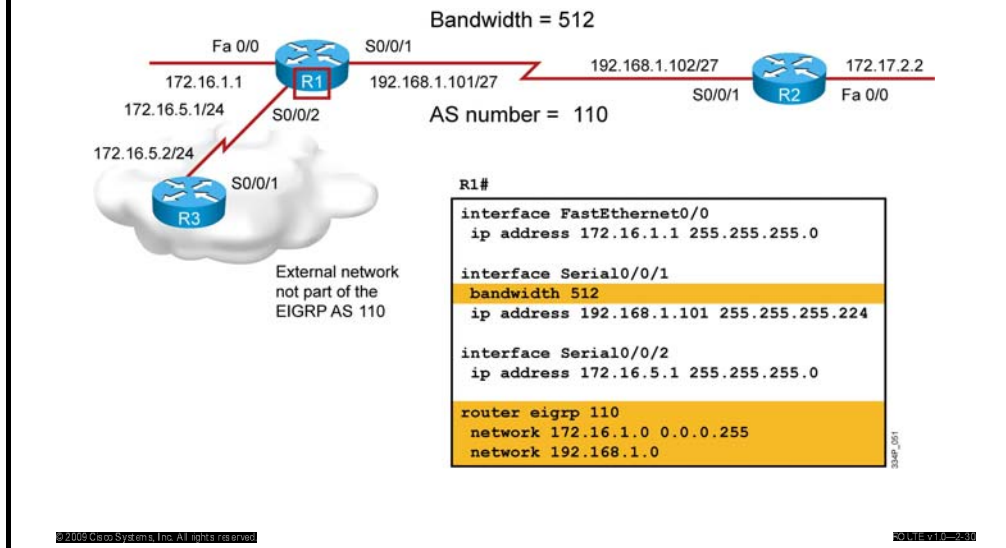 Bandwidth = 512
Fa 0/0
S0/0/1
172.16.1.1
R1
192.168.1.101/27
192.168.1.102/27
172.17.2.2
S0/0/1
R2
Fa 0/0
172.16.5.1/24
S0/0/2
AS number = 110
172.16.5.2/24
S0/0/1
R3
External network
not part of the
EIGRP AS 110
R1#
interface FastEthernet0/0
ip address 172.16.1.1 255.255.255.0
interface Serial0/0/1
bandwidth 512
ip address 192.168.1.101 255.255.255.224
interface Serial0/0/2
ip address 172.16.5.1 255.255.255.0
router eigrp 110
network 172.16.1.0 0.0.0.255
network 192.168.1.0
334P_051
© 2009 Cisco Systems, Inc. All rights reserved.
ROUTE v1.0—2-30